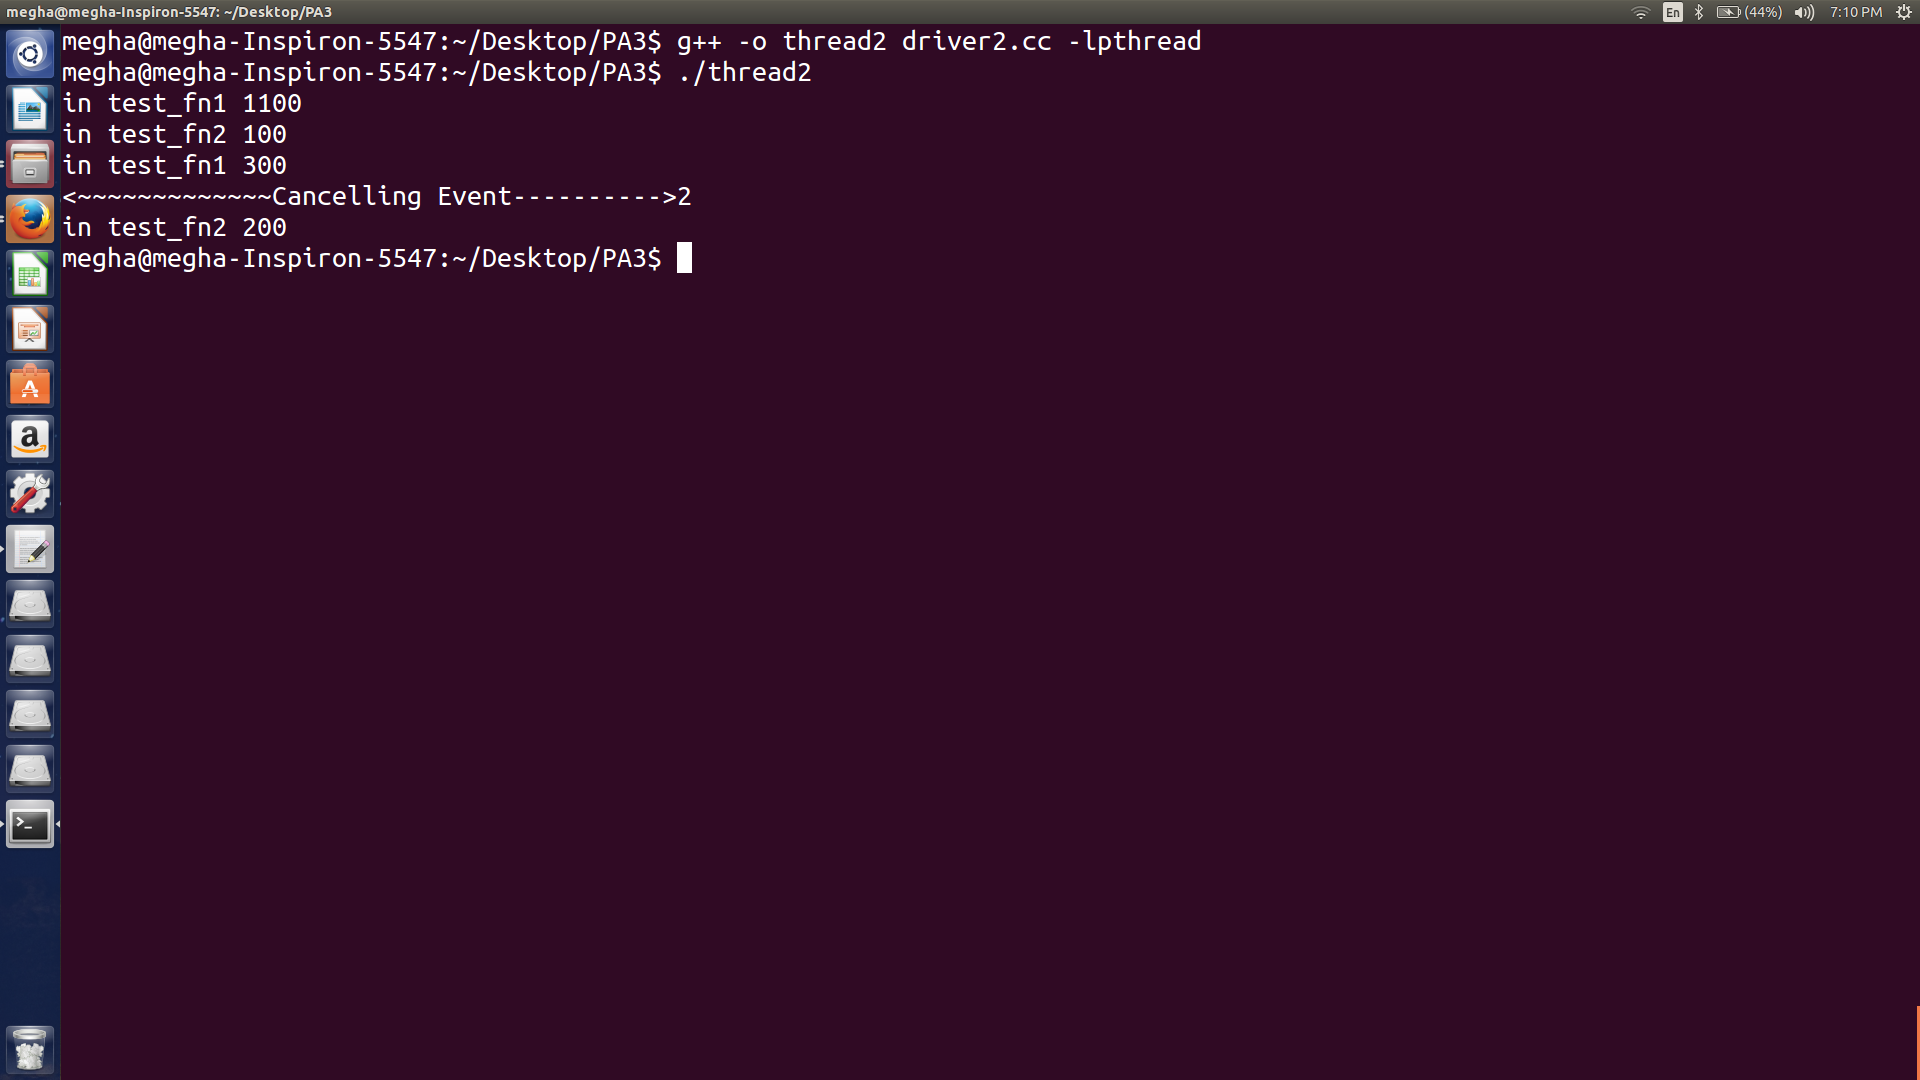 megha@megha-Inspiron-5547: ~/Desktop/PA3
En
(44%)
7:10 PM
megha@megha-Inspiron-5547:~/Desktop/PA3$ g++ -o thread2 driver2.cc -lpthread
megha@megha-Inspiron-5547:~/Desktop/PA3$ ./thread2
in test_fn1 1100
in test_fn2 100
in test_fn1 300
<~~~~~~~~~~~~~Cancelling Event---------->2
in test_fn2 200
megha@megha-Inspiron-5547:~/Desktop/PA3$